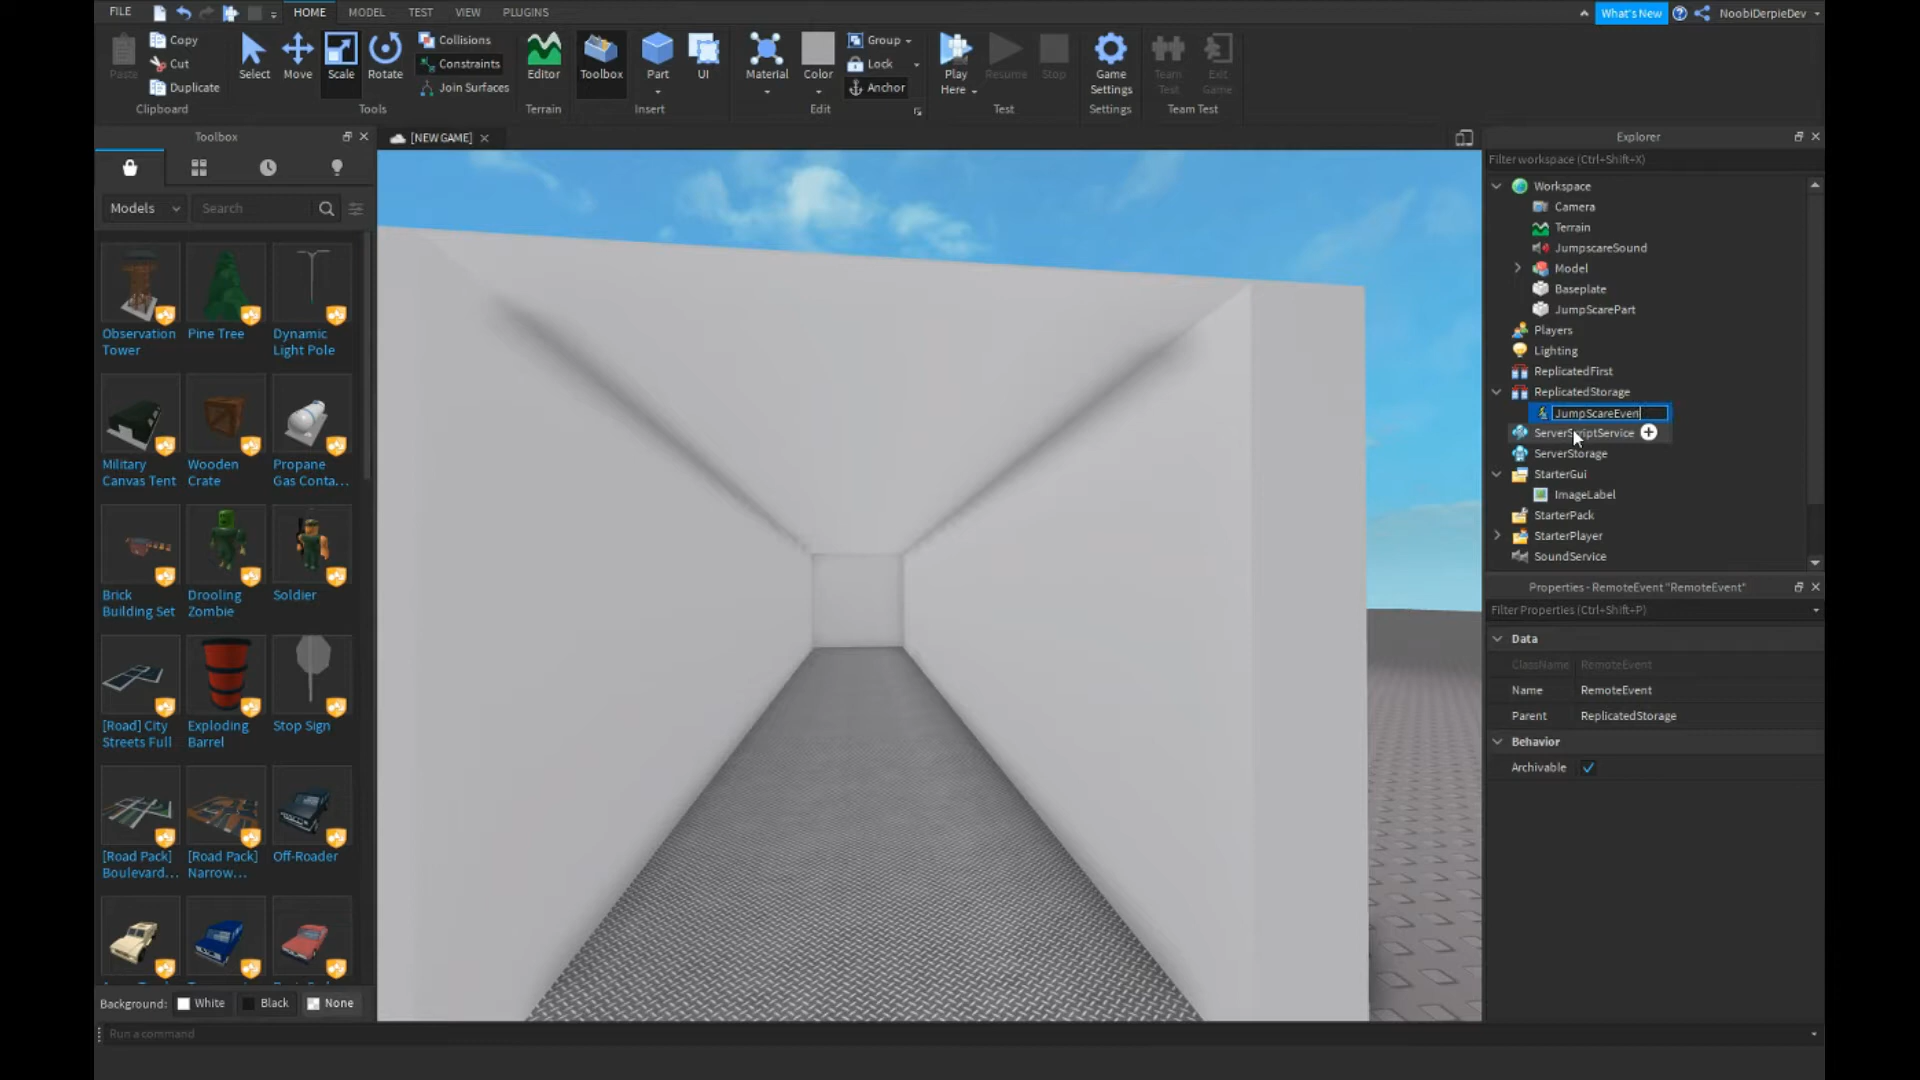 FILE HOME MODEL TEST VIEW PLUGINS What's New NoobiDerpieDev
Copy
Cut
Duplicate
Paste
Clipboard
Select Move Scale Rotate
Collisions
Constraints
Join Surfaces
Tools
Editor
Terrain
Toolbox Part UI
Insert
Material Color
Group
Lock
Anchor
Edit
Play Here Resume Stop
Test
Game Settings
Settings
Team Test Exit Game
Team Test
Toolbox
[NEW GAME]
Models Search
Observation Tower
Pine Tree
Dynamic Light Pole
Military Canvas Tent
Wooden Crate
Propane Gas Conta...
Brick Building Set
Drooling Zombie
Soldier
[Road] City Streets Full
Exploding Barrel
Stop Sign
[Road Pack] Boulevard...
[Road Pack] Narrow...
Off-Roader
Background: White Black None
Run a command
Explorer
Filter workspace (Ctrl+Shift+X)
Workspace
Camera
Terrain
JumpscareSound
Model
Baseplate
JumpScarePart
Players
Lighting
ReplicatedFirst
ReplicatedStorage
JumpScareEven
ServerScriptService
ServerStorage
StarterGui
ImageLabel
StarterPack
StarterPlayer
SoundService
Properties - RemoteEvent "RemoteEvent"
Filter Properties (Ctrl+Shift+P)
Data
ClassName RemoteEvent
Name RemoteEvent
Parent ReplicatedStorage
Behavior
Archivable